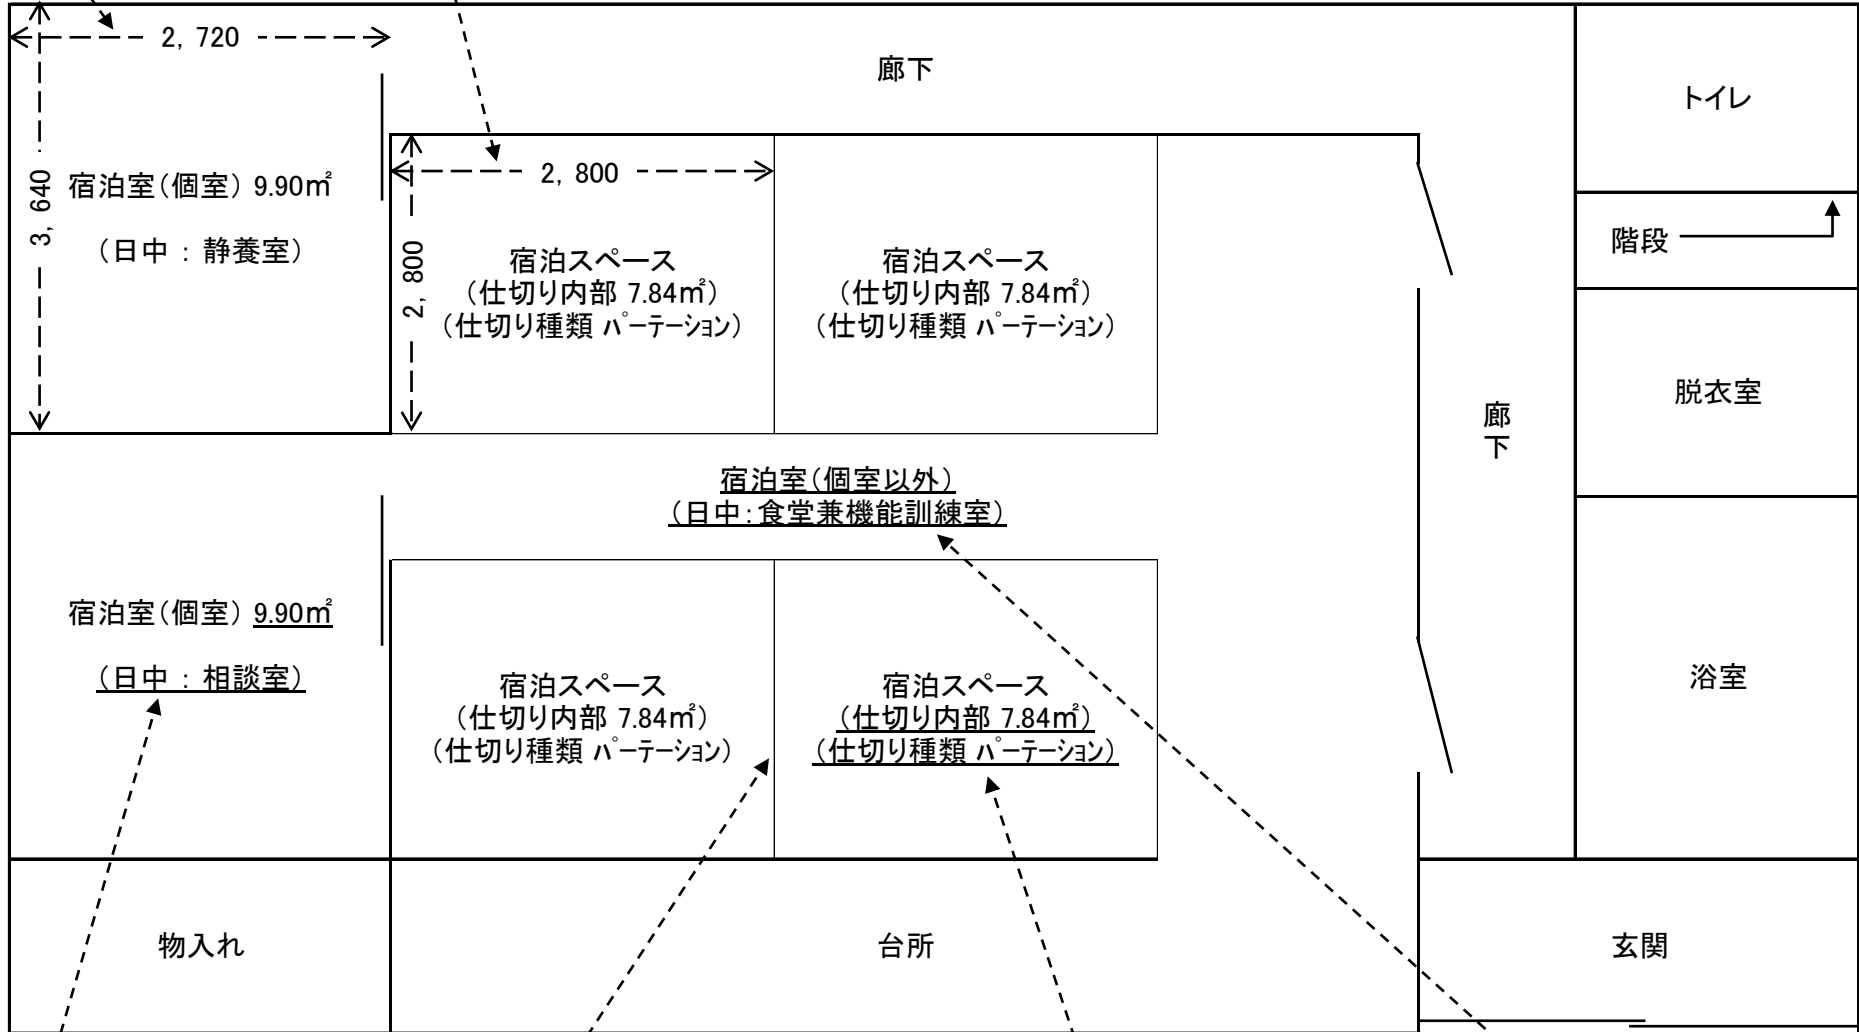 2，720
廊下
トイレ
3，640
宿泊室（個室） 9.90㎡
（日中 ： 静養室）
2，800
2，800
宿泊スペース
（仕切り内部 7.84㎡）
（仕切り種類 ﾊﾟｰﾃｰｼｮﾝ）
宿泊スペース
（仕切り内部 7.84㎡）
（仕切り種類 ﾊﾟｰﾃｰｼｮﾝ）
階段
脱衣室
廊下
宿泊室（個室以外）
（日中：食堂兼機能訓練室）
宿泊室（個室） 9.90㎡
（日中 ： 相談室）
宿泊スペース
（仕切り内部 7.84㎡）
（仕切り種類 ﾊﾟｰﾃｰｼｮﾝ）
宿泊スペース
（仕切り内部 7.84㎡）
（仕切り種類 ﾊﾟｰﾃｰｼｮﾝ）
浴室
物入れ
台所
玄関